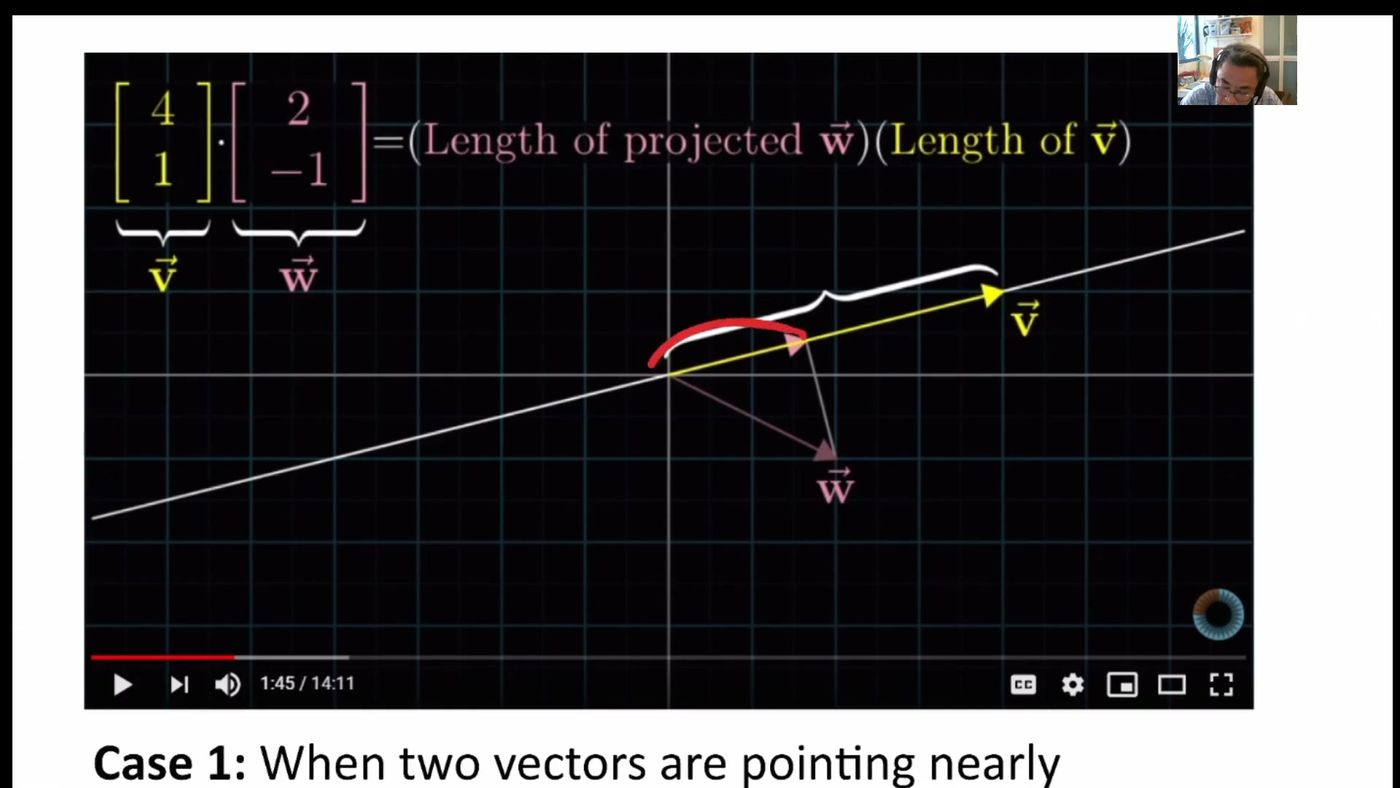 4 2
1 · −1 =(Length of projected w⃗)(Length of v⃗)
v⃗ w⃗
v⃗
w⃗
1:45 / 14:11 CC
Case 1: When two vectors are pointing nearly